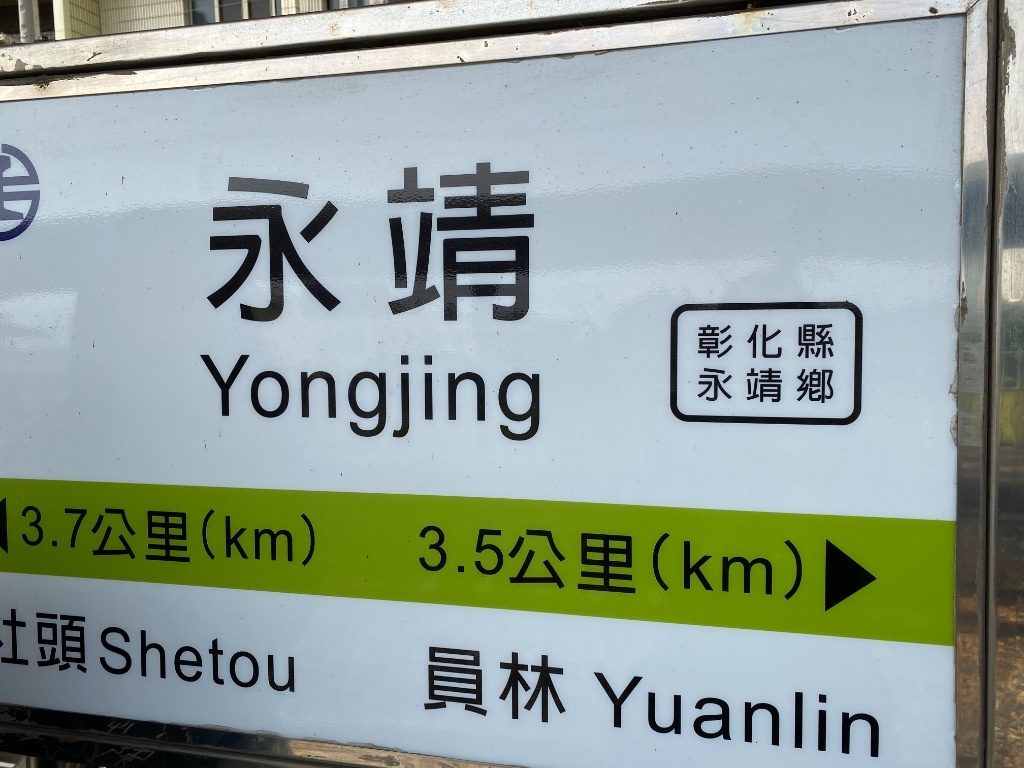 永靖
Yongjing
彰化縣
永靖鄉
3.7公里(km) 3.5公里(km)
社頭 Shetou 員林 Yuanlin